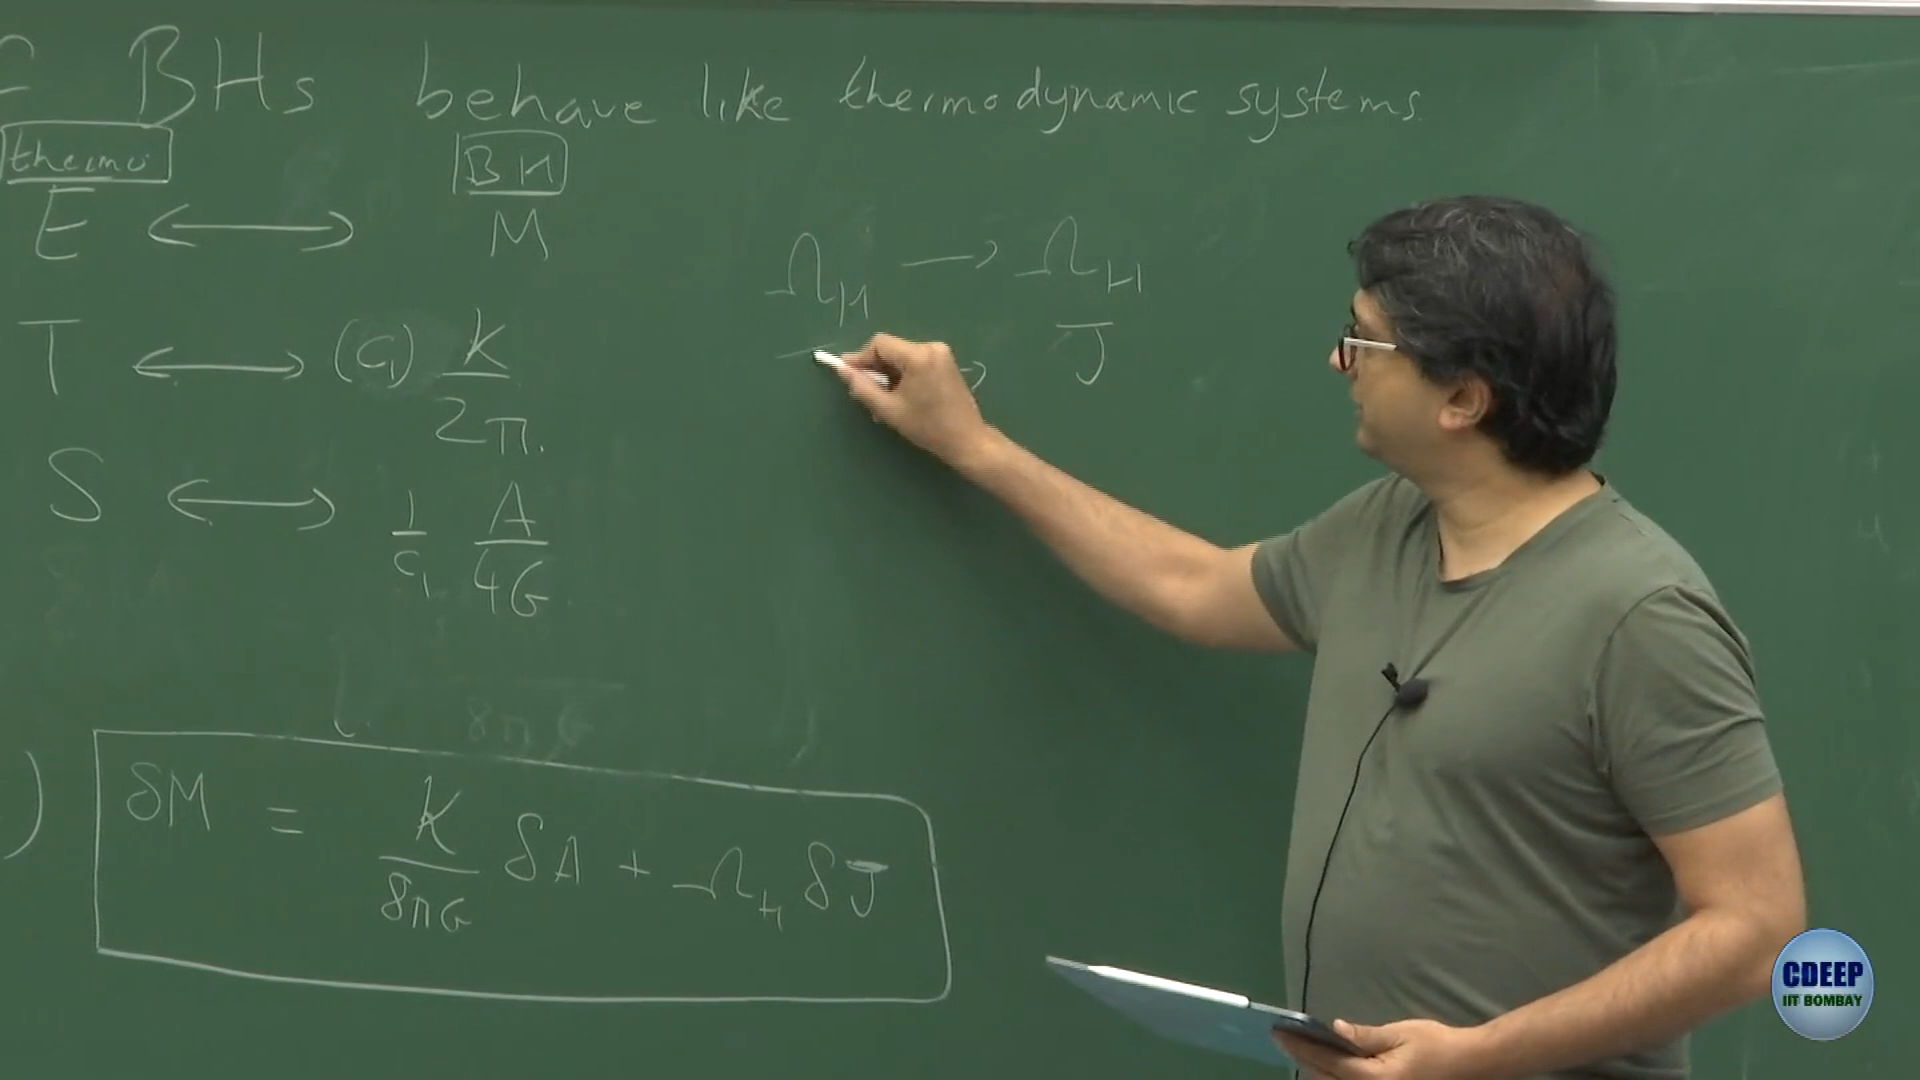 BHs behave like thermodynamic systems.
thermo BH
E ⟷ M
T ⟷ (c₁) κ/2π.
S ⟷ 1/c₁ A/4G
Ω_H → Ω_H
J
8πG
δM = κ/8πG δA + Ω_H δJ
CDEEP
IIT BOMBAY